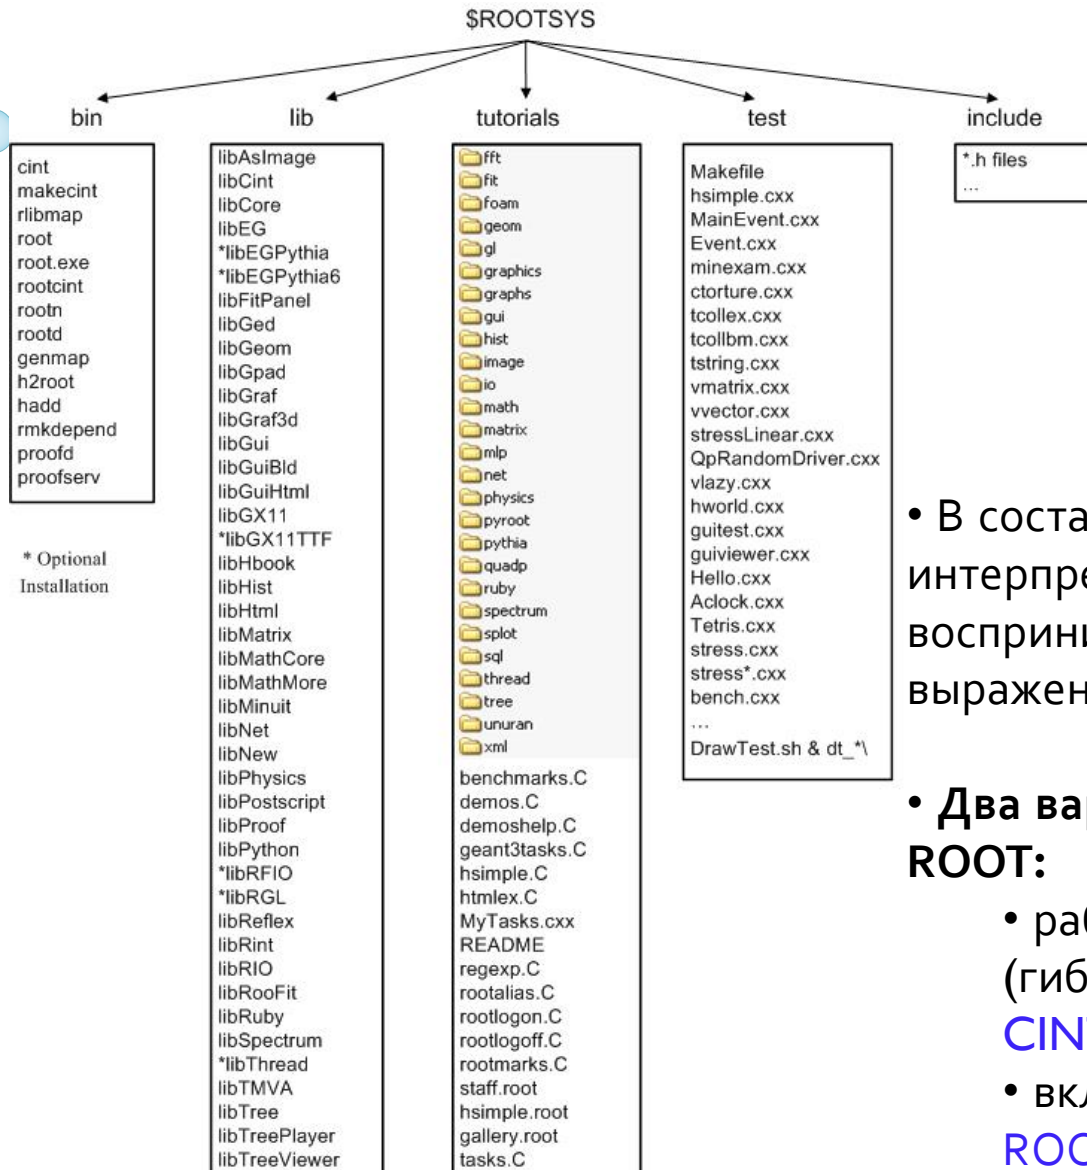 $ROOTSYS
bin
cint
makecint
rlibmap
root
root.exe
rootcint
rootn
rootd
genmap
h2root
hadd
rmkdepend
proofd
proofserv
* Optional
Installation
lib
libAsImage
libCint
libCore
libEG
*libEGPythia
*libEGPythia6
libFitPanel
libGed
libGeom
libGpad
libGraf
libGraf3d
libGui
libGuiBld
libGuiHtml
libGX11
*libGX11TTF
libHbook
libHist
libHtml
libMatrix
libMathCore
libMathMore
libMinuit
libNet
libNew
libPhysics
libPostscript
libProof
libPython
*libRFIO
*libRGL
libReflex
libRint
libRIO
libRooFit
libRuby
libSpectrum
*libThread
libTMVA
libTree
libTreePlayer
libTreeViewer
tutorials
fft
fit
foam
geom
gl
graphics
graphs
gui
hist
image
io
math
matrix
mlp
net
physics
pyroot
pythia
quadp
ruby
spectrum
splot
sql
thread
tree
unuran
xml
benchmarks.C
demos.C
demoshelp.C
geant3tasks.C
hsimple.C
htmlex.C
MyTasks.cxx
README
regexp.C
rootalias.C
rootlogon.C
rootlogoff.C
rootmarks.C
staff.root
hsimple.root
gallery.root
tasks.C
test
Makefile
hsimple.cxx
MainEvent.cxx
Event.cxx
minexam.cxx
ctorture.cxx
tcollex.cxx
tcollbm.cxx
tstring.cxx
vmatrix.cxx
vvector.cxx
stressLinear.cxx
QpRandomDriver.cxx
vlazy.cxx
hworld.cxx
guitest.cxx
guiviewer.cxx
Hello.cxx
Aclock.cxx
Tetris.cxx
stress.cxx
stress*.cxx
bench.cxx
...
DrawTest.sh & dt_*\
include
*.h files
...
• В соста
интерпре
восприни
выражен
• Два ва
ROOT:
• ра
(гиб
CIN
• вк
ROO